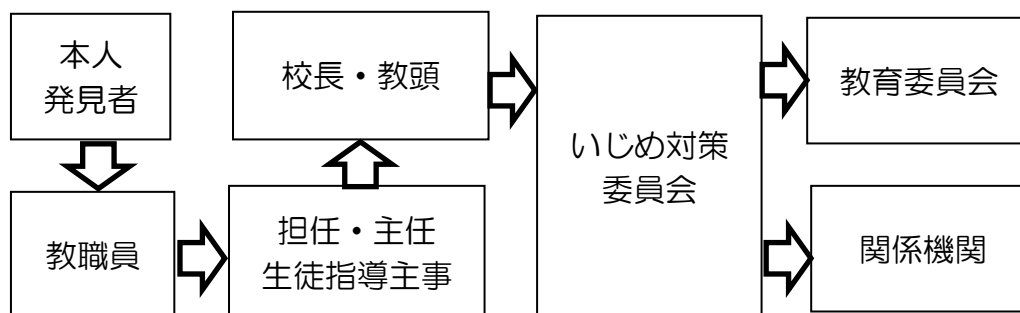 本人
発見者
教職員
校長・教頭
担任・主任
生徒指導主事
いじめ対策
委員会
教育委員会
関係機関